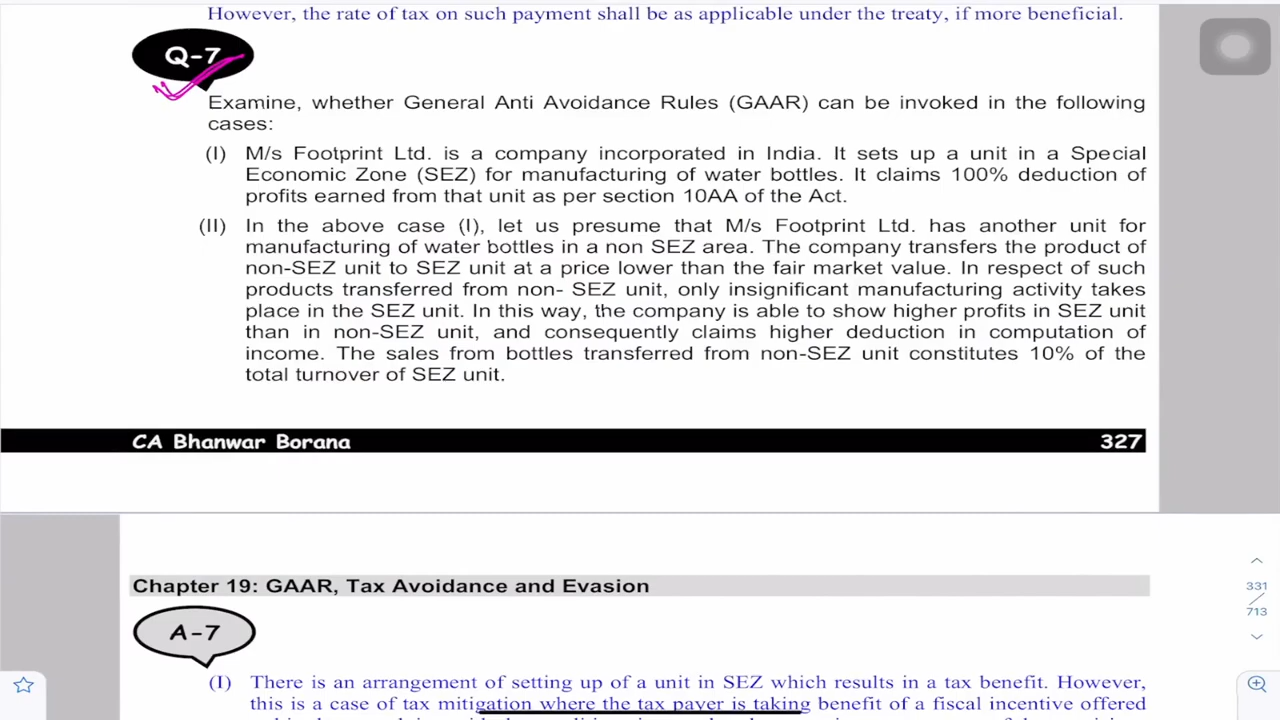 However, the rate of tax on such payment shall be as applicable under the treaty, if more beneficial.
Q-7
Examine, whether General Anti Avoidance Rules (GAAR) can be invoked in the following
cases:
(I) M/s Footprint Ltd. is a company incorporated in India. It sets up a unit in a Special
Economic Zone (SEZ) for manufacturing of water bottles. It claims 100% deduction of
profits earned from that unit as per section 10AA of the Act.
(II) In the above case (I), let us presume that M/s Footprint Ltd. has another unit for
manufacturing of water bottles in a non SEZ area. The company transfers the product of
non-SEZ unit to SEZ unit at a price lower than the fair market value. In respect of such
products transferred from non- SEZ unit, only insignificant manufacturing activity takes
place in the SEZ unit. In this way, the company is able to show higher profits in SEZ unit
than in non-SEZ unit, and consequently claims higher deduction in computation of
income. The sales from bottles transferred from non-SEZ unit constitutes 10% of the
total turnover of SEZ unit.
CA Bhanwar Borana 327
Chapter 19: GAAR, Tax Avoidance and Evasion
331
713
A-7
(I) There is an arrangement of setting up of a unit in SEZ which results in a tax benefit. However,
this is a case of tax mitigation where the tax payer is taking benefit of a fiscal incentive offered